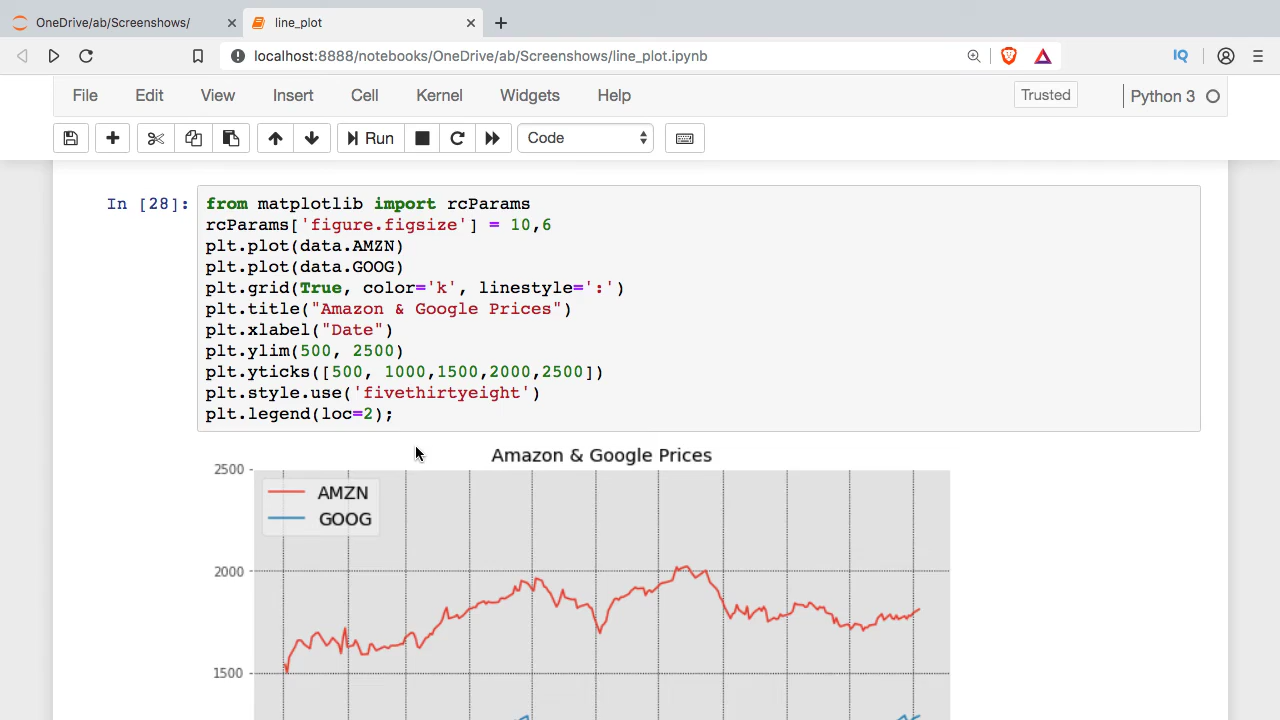 OneDrive/ab/Screenshows/
line_plot
localhost:8888/notebooks/OneDrive/ab/Screenshows/line_plot.ipynb
IQ
File Edit View Insert Cell Kernel Widgets Help Trusted Python 3
Run Code
In [28]:
from matplotlib import rcParams
rcParams['figure.figsize'] = 10,6
plt.plot(data.AMZN)
plt.plot(data.GOOG)
plt.grid(True, color='k', linestyle=':')
plt.title("Amazon & Google Prices")
plt.xlabel("Date")
plt.ylim(500, 2500)
plt.yticks([500, 1000,1500,2000,2500])
plt.style.use('fivethirtyeight')
plt.legend(loc=2);
Amazon & Google Prices
2500
AMZN
GOOG
2000
1500